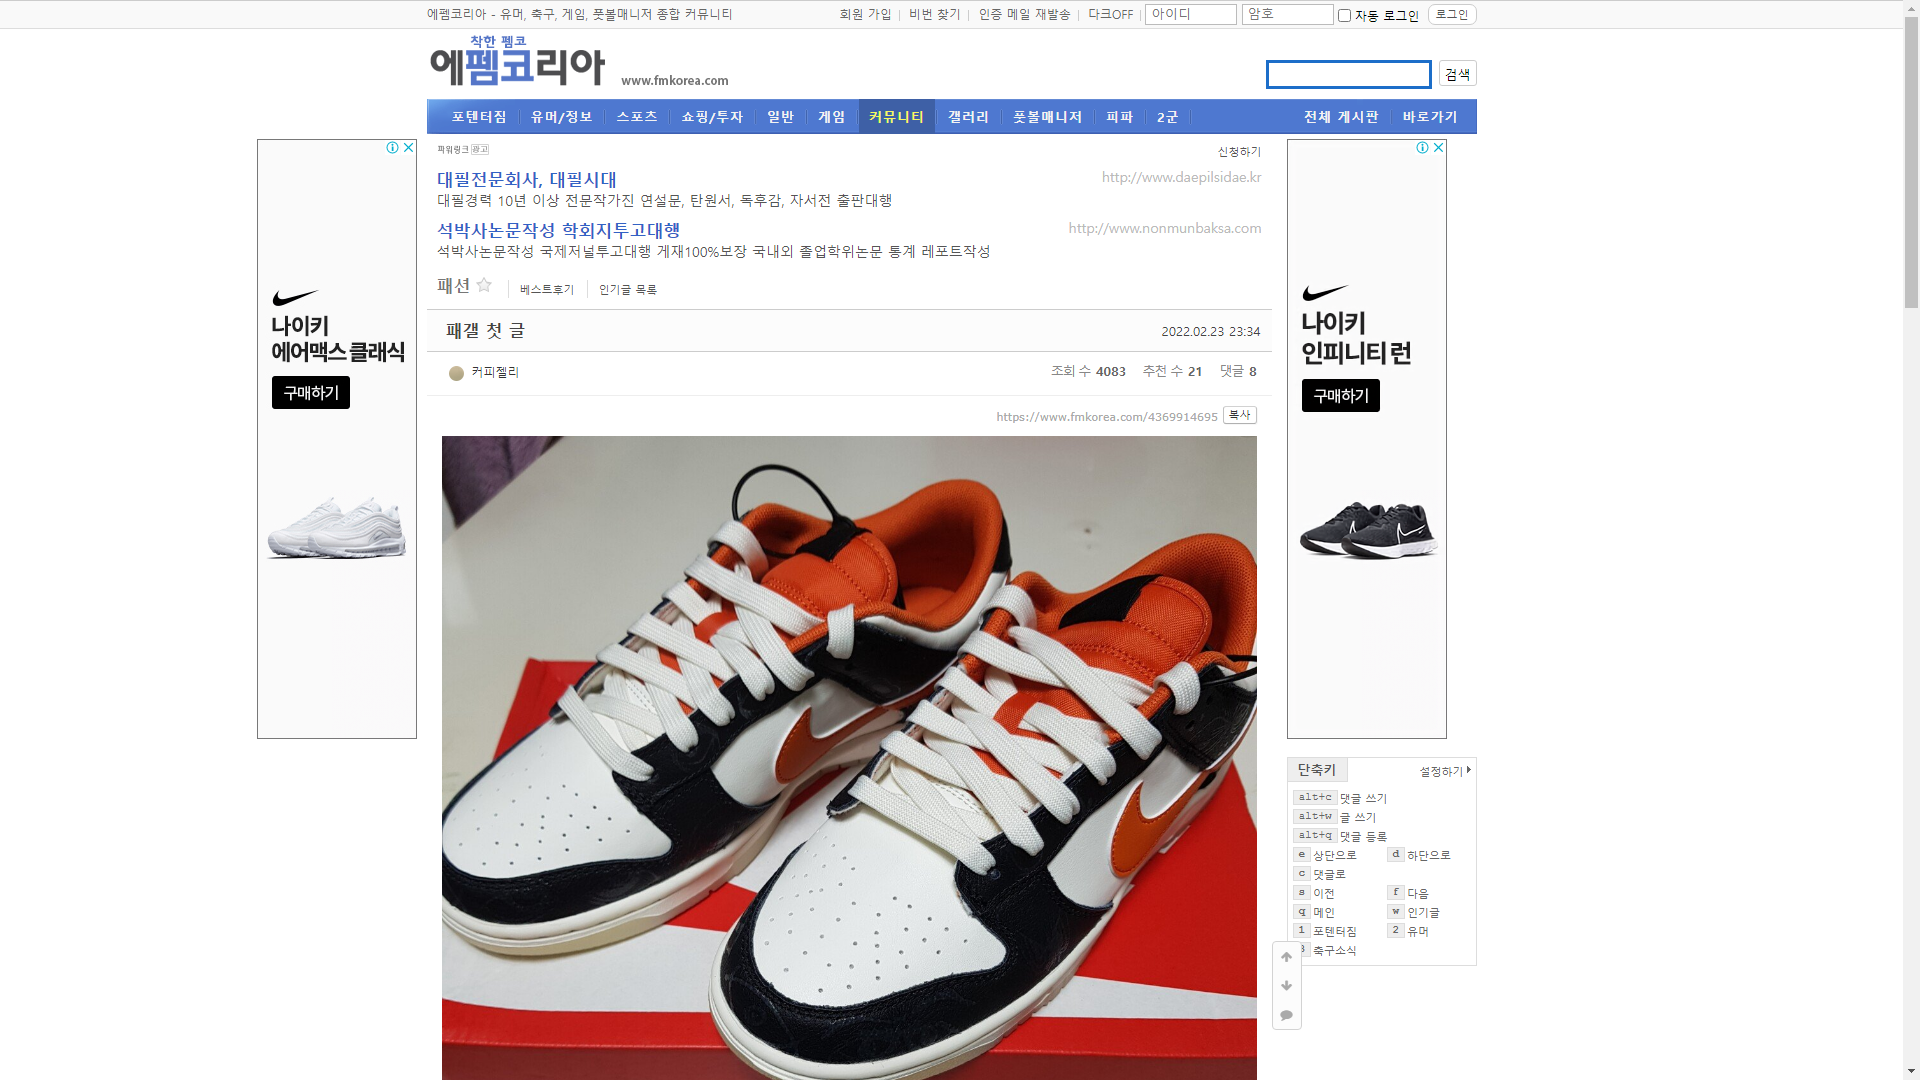 에펨코리아 - 유머, 축구, 게임, 풋볼매니저 종합 커뮤니티
회원 가입 | 비번 찾기 | 인증 메일 재발송 | 다크OFF | 아이디 암호 자동 로그인 로그인
착한 펨코
에펨코리아 www.fmkorea.com
검색
포텐터짐 유머/정보 스포츠 쇼핑/투자 일반 게임 커뮤니티 갤러리 풋볼매니저 피파 2군 전체 게시판 바로가기
파워링크 광고 신청하기
대필전문회사, 대필시대 http://www.daepilsidae.kr
대필경력 10년 이상 전문작가진 연설문, 탄원서, 독후감, 자서전 출판대행
석박사논문작성 학회지투고대행 http://www.nonmunbaksa.com
석박사논문작성 국제저널투고대행 게재100%보장 국내외 졸업학위논문 통계 레포트작성
패션 베스트후기 인기글 목록
패갤 첫 글 2022.02.23 23:34
커피젤리 조회 수 4083 추천 수 21 댓글 8
https://www.fmkorea.com/4369914695 복사
나이키
에어맥스 클래식
구매하기
나이키
인피니티 런
구매하기
단축키 설정하기
alt+c 댓글 쓰기
alt+w 글 쓰기
alt+q 댓글 등록
e 상단으로 d 하단으로
c 댓글로
s 이전 f 다음
q 메인 w 인기글
1 포텐터짐 2 유머
3 축구소식